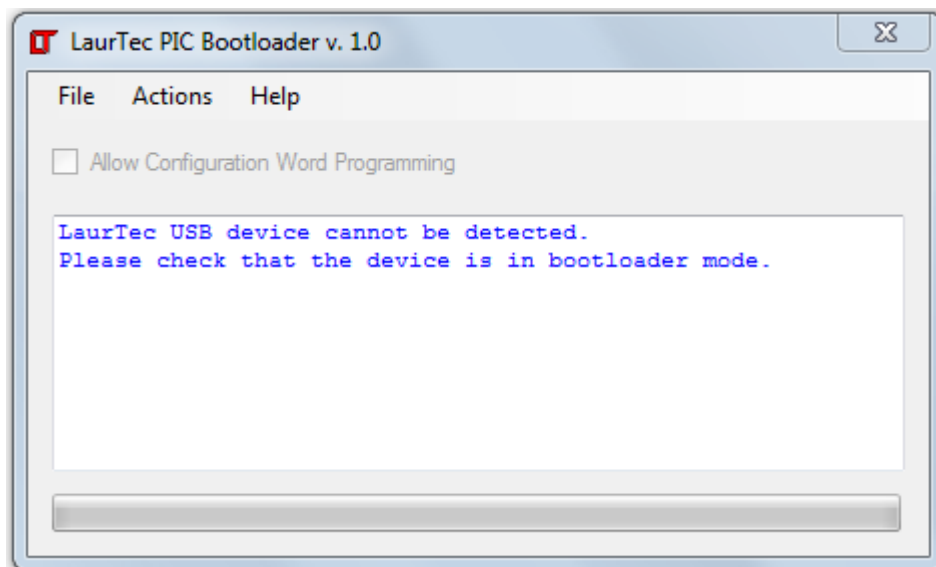 LaurTec PIC Bootloader v. 1.0
File Actions Help
Allow Configuration Word Programming
LaurTec USB device cannot be detected.
Please check that the device is in bootloader mode.